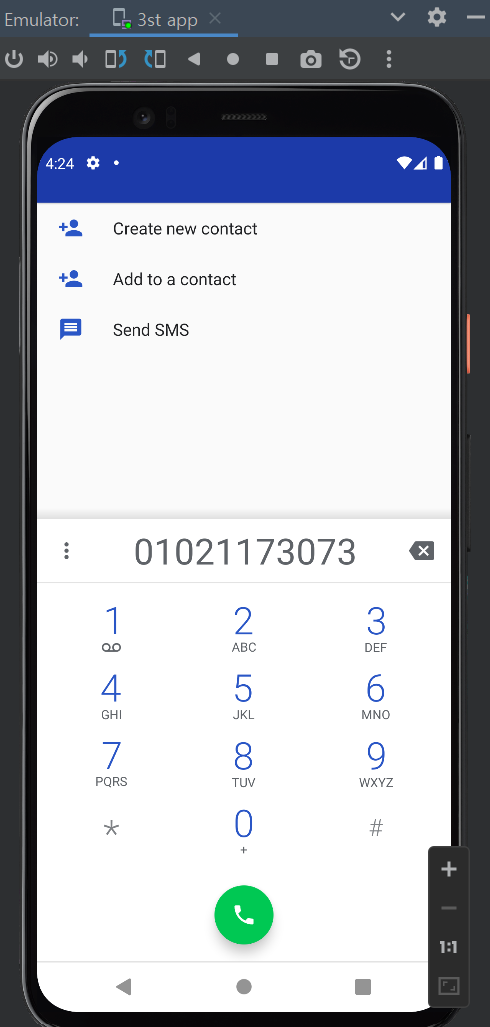 Emulator: 3st app
4:24
Create new contact
Add to a contact
Send SMS
01021173073
1 2 3
ABC DEF
4 5 6
GHI JKL MNO
7 8 9
PQRS TUV WXYZ
* 0 #
+
1:1